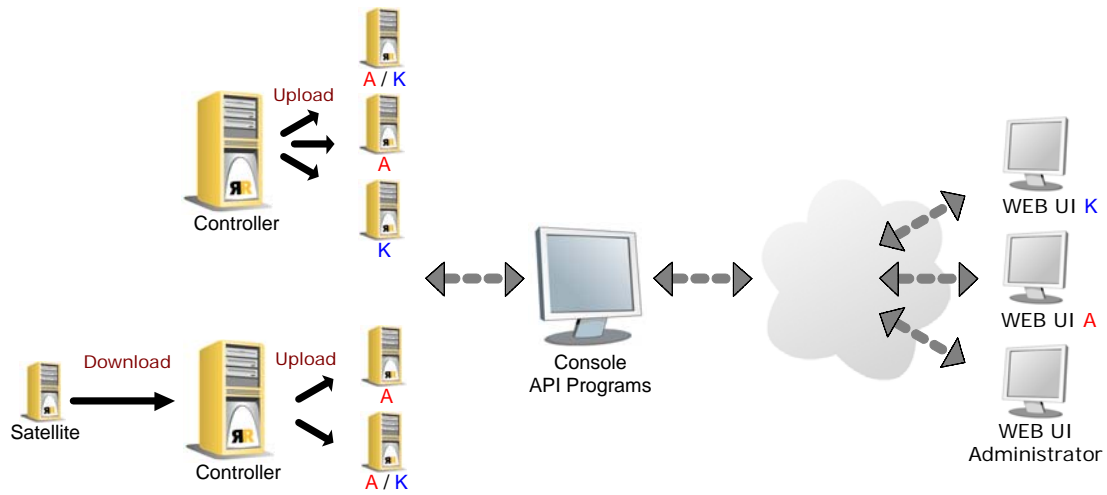 A / K
Upload
A
Controller
K
WEB UI K
WEB UI A
Console
API Programs
Download
Upload
A
Satellite
Controller
A / K
WEB UI
Administrator